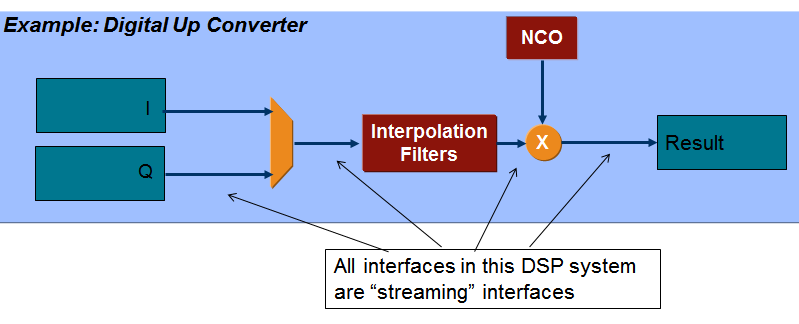 Example: Digital Up Converter
NCO
I
Q
Interpolation
Filters
X
Result
All interfaces in this DSP system
are “streaming” interfaces